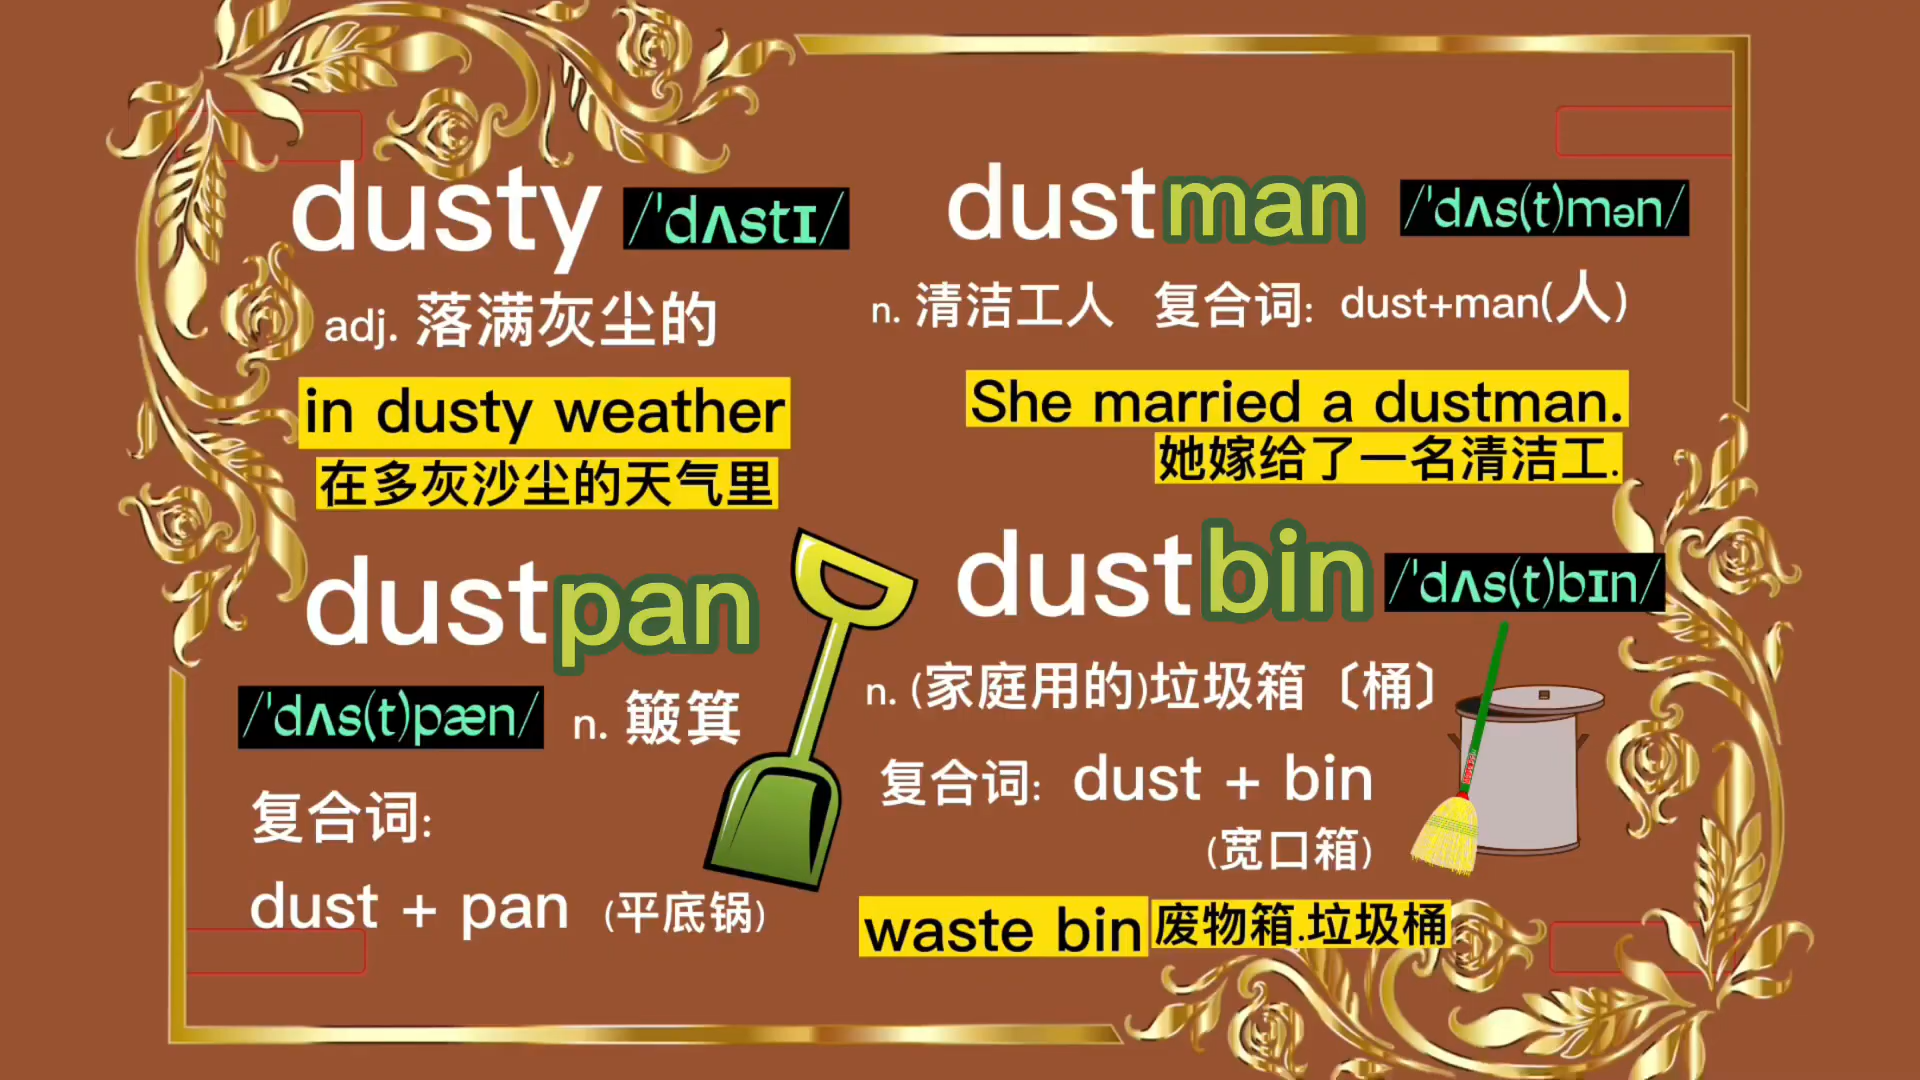 dusty /ˈdʌstɪ/
adj. 落满灰尘的
in dusty weather
在多灰沙尘的天气里
dustman /ˈdʌs(t)mən/
n. 清洁工人 复合词: dust+man(人)
She married a dustman.
她嫁给了一名清洁工.
dustpan
/ˈdʌs(t)pæn/ n. 簸箕
复合词:
dust + pan (平底锅)
dustbin /ˈdʌs(t)bɪn/
n. (家庭用的)垃圾箱〔桶〕
复合词: dust + bin
(宽口箱)
waste bin 废物箱.垃圾桶